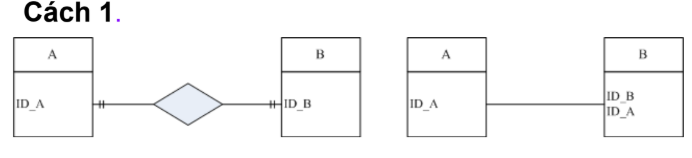 Cách 1.
A
ID_A
B
ID_B
A
ID_A
B
ID_B
ID_A